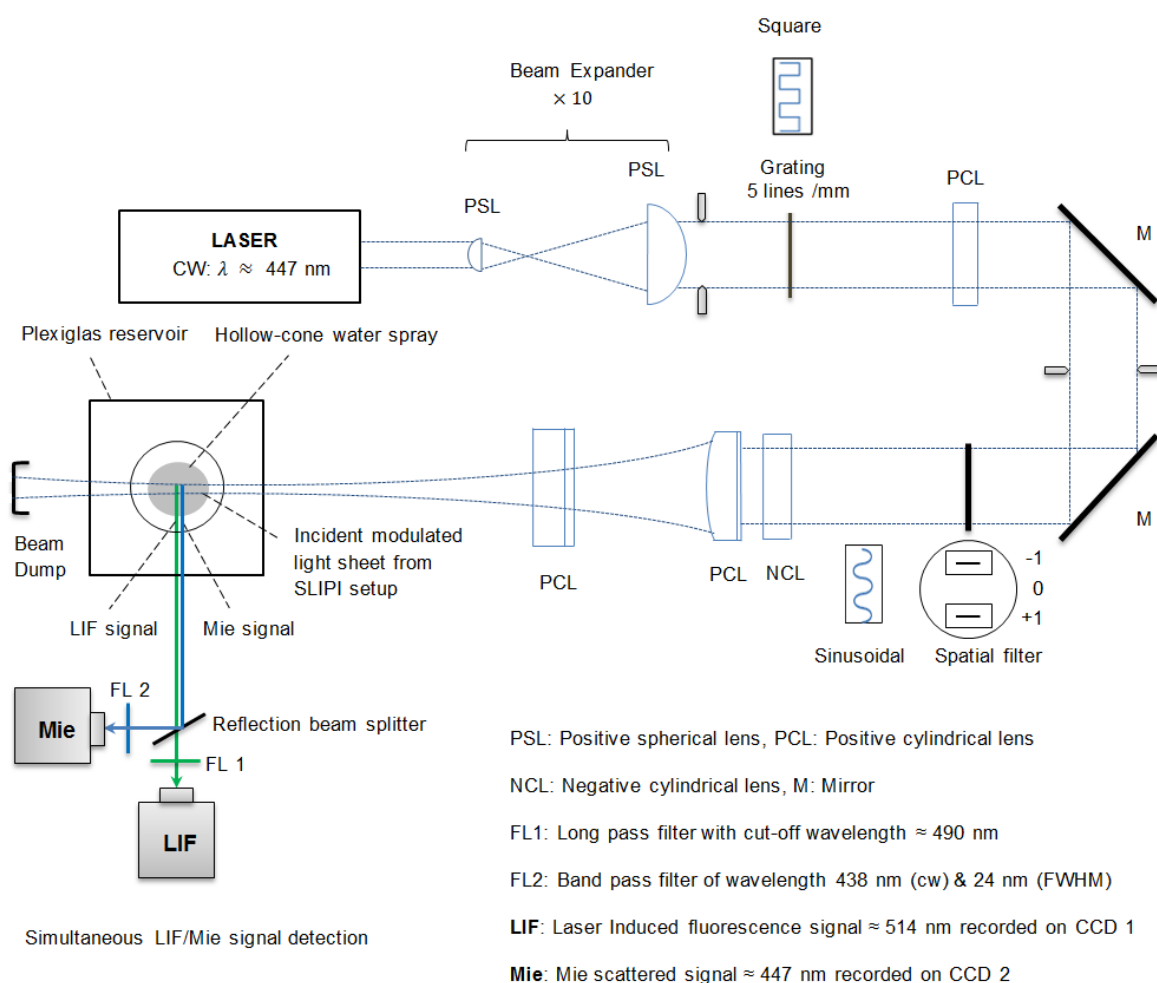 Square
Beam Expander
× 10
PSL
Grating
5 lines /mm
PCL
PSL
LASER
CW: λ ≈ 447 nm
M
Plexiglas reservoir
Hollow-cone water spray
Beam
Dump
Incident modulated
light sheet from
SLIPI setup
PCL
PCL
NCL
M
-1
0
+1
LIF signal
Mie signal
Sinusoidal
Spatial filter
FL 2
Mie
Reflection beam splitter
FL 1
LIF
PSL: Positive spherical lens, PCL: Positive cylindrical lens
NCL: Negative cylindrical lens, M: Mirror
FL1: Long pass filter with cut-off wavelength ≈ 490 nm
FL2: Band pass filter of wavelength 438 nm (cw) & 24 nm (FWHM)
LIF: Laser Induced fluorescence signal ≈ 514 nm recorded on CCD 1
Mie: Mie scattered signal ≈ 447 nm recorded on CCD 2
Simultaneous LIF/Mie signal detection